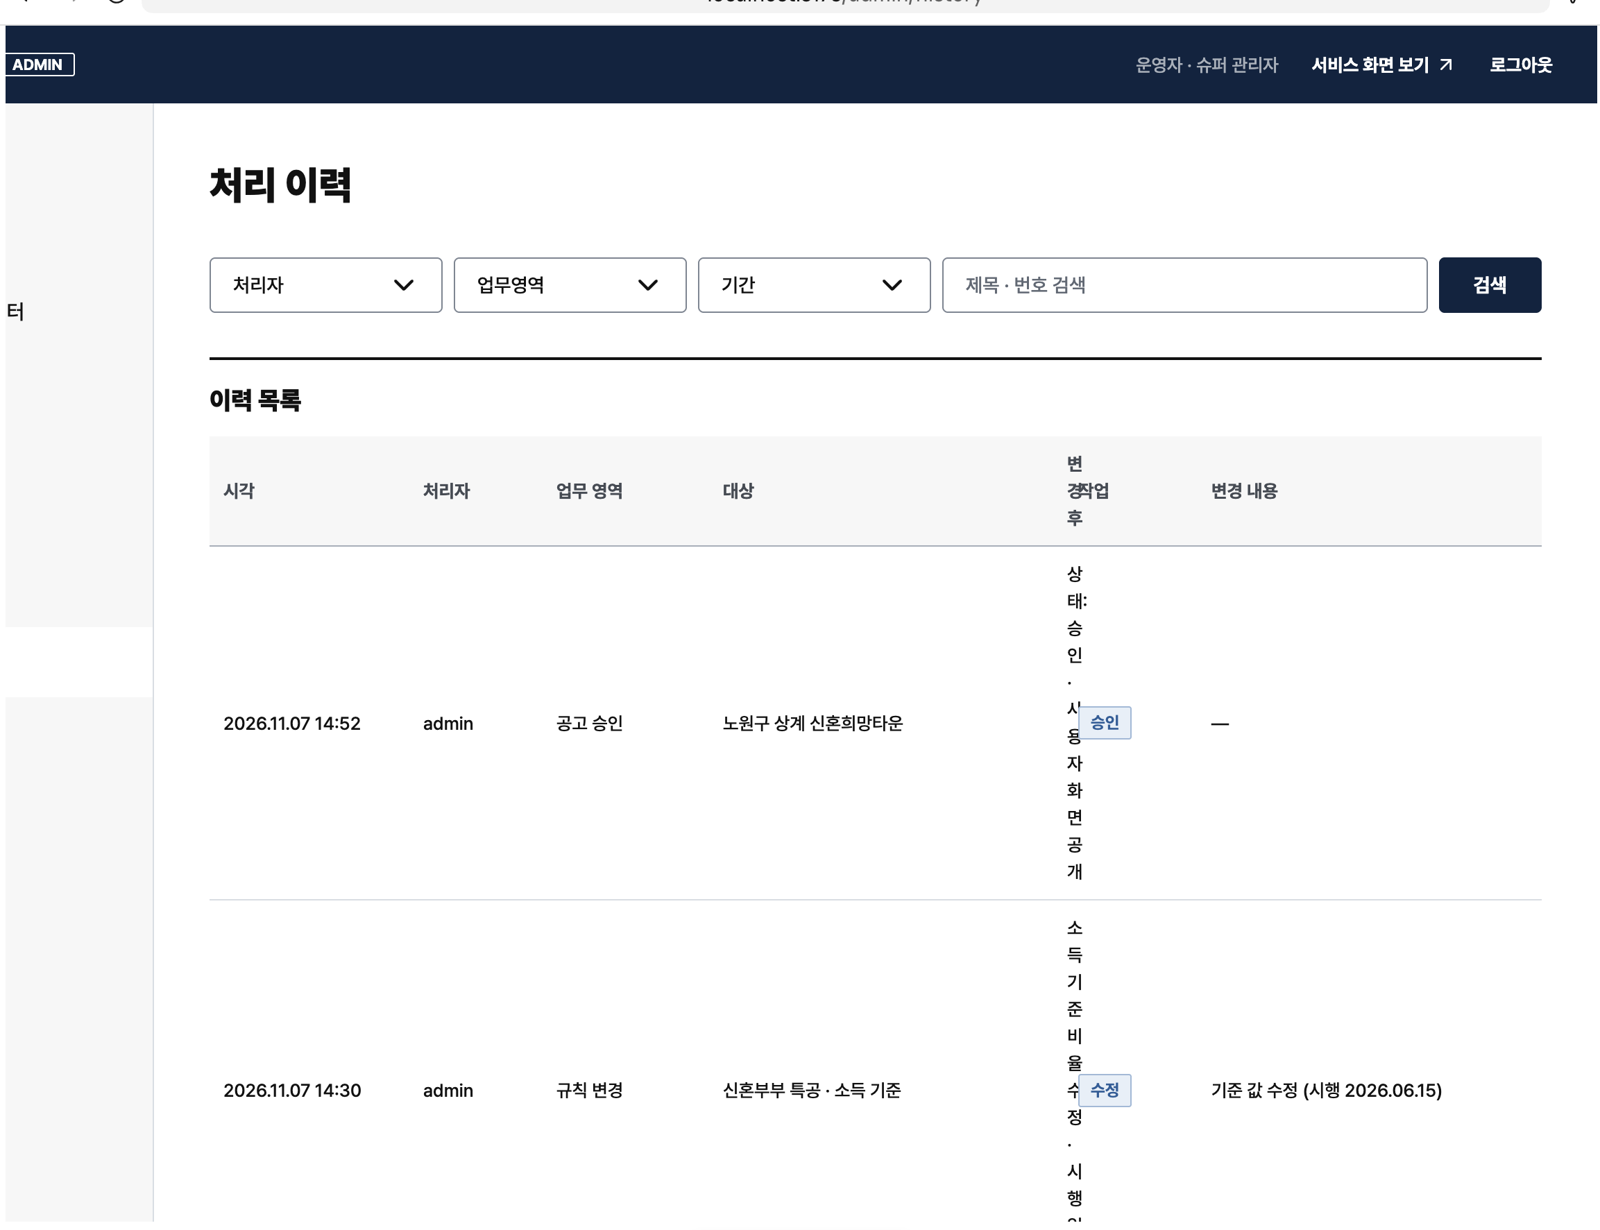 ADMIN
운영자 · 슈퍼 관리자
서비스 화면 보기
로그아웃
터
처리 이력
처리자
업무영역
기간
제목 · 번호 검색
검색
이력 목록
시각
처리자
업무 영역
대상
변
경
후
작업
변경 내용
2026.11.07 14:52
admin
공고 승인
노원구 상계 신혼희망타운
상
태:
승
인
·
사
용
자
화
면
공
개
승인
—
2026.11.07 14:30
admin
규칙 변경
신혼부부 특공 · 소득 기준
소
득
기
준
비
율
수
정
·
시
행
수정
기준 값 수정 (시행 2026.06.15)